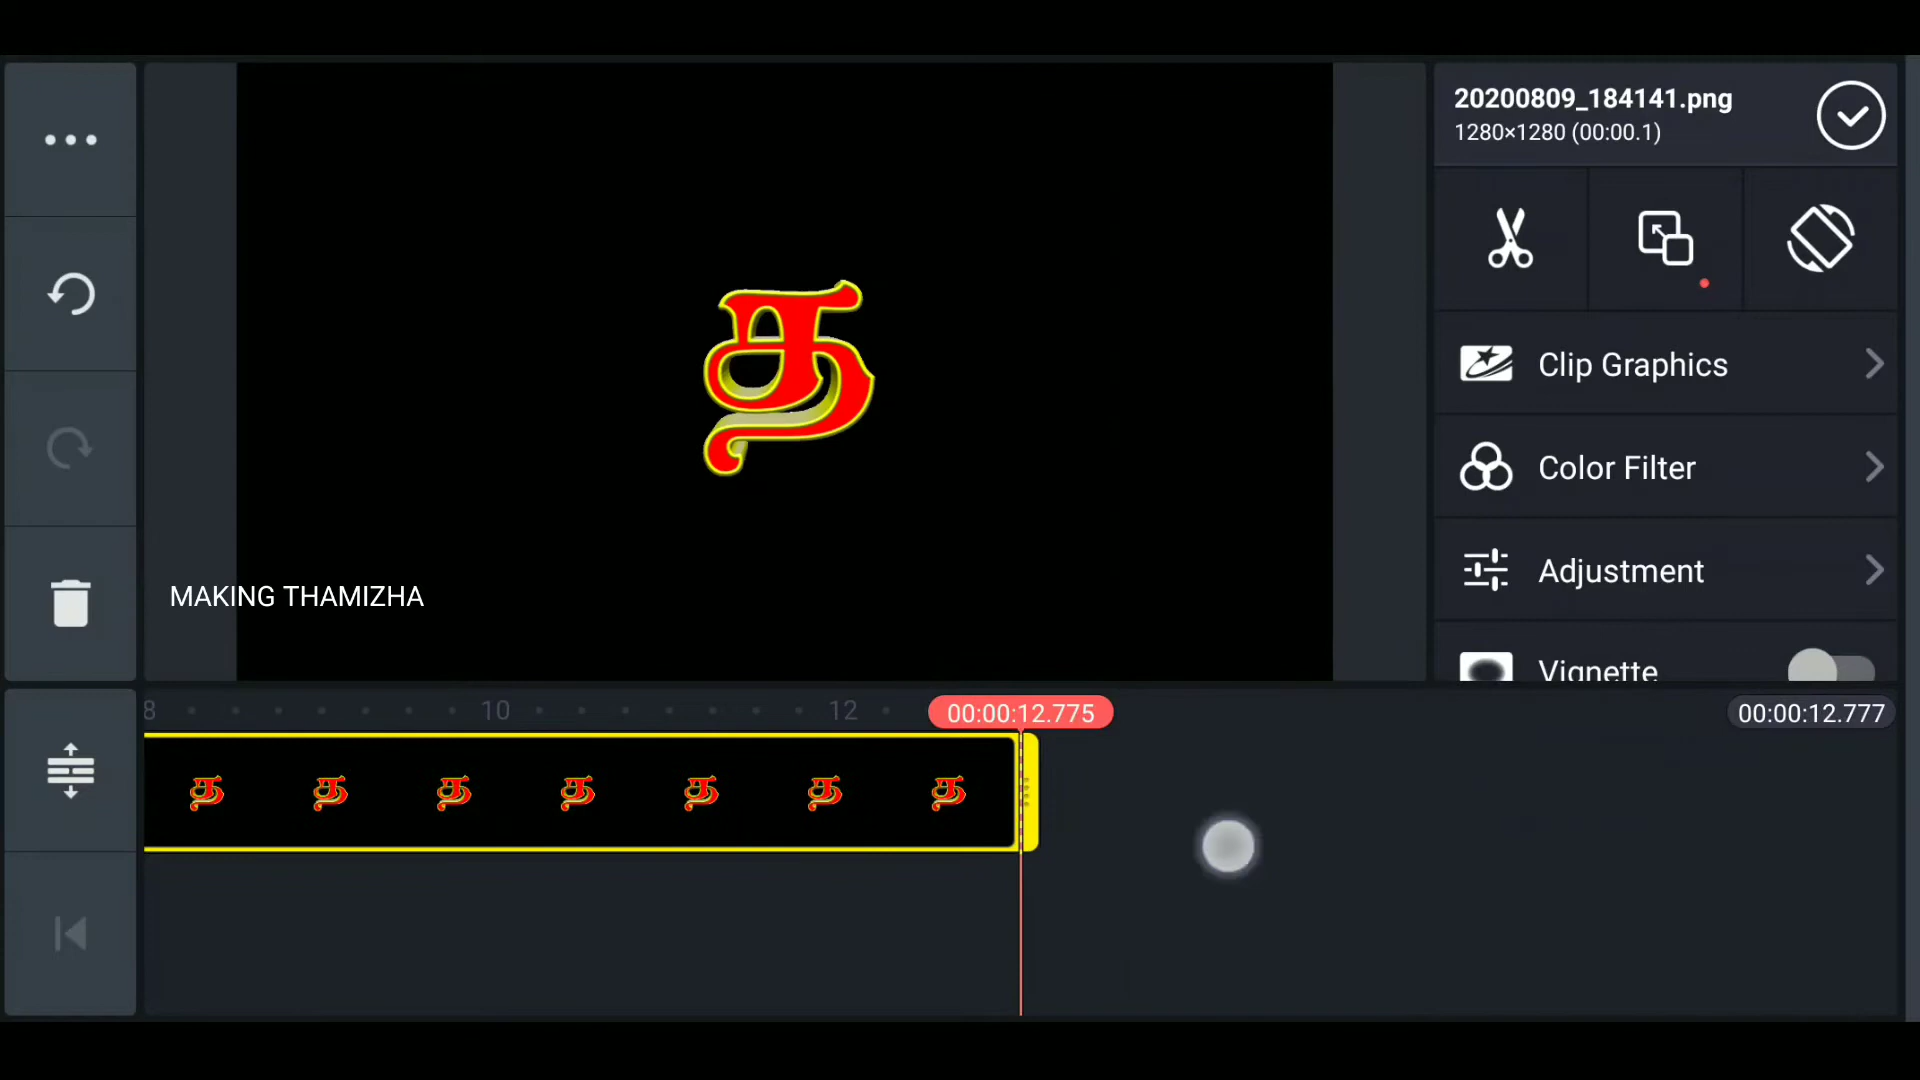 20200809_184141.png
1280×1280 (00:00.1)
த
Clip Graphics
Color Filter
Adjustment
Vignette
MAKING THAMIZHA
8
10
12
00:00:12.775
00:00:12.777
த த த த த த த